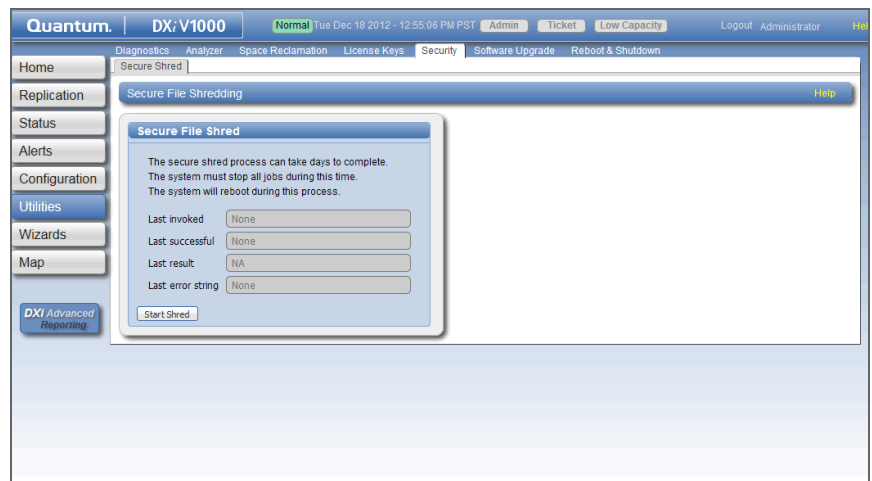 Quantum. DXi V1000 Normal Tue Dec 18 2012 - 12:55:06 PM PST Admin Ticket Low Capacity Logout Administrator Hel
Diagnostics Analyzer Space Reclamation License Keys Security Software Upgrade Reboot & Shutdown
Home
Replication
Status
Alerts
Configuration
Utilities
Wizards
Map
DXi Advanced
Reporting
Secure Shred
Secure File Shredding Help
Secure File Shred
The secure shred process can take days to complete.
The system must stop all jobs during this time.
The system will reboot during this process.
Last invoked None
Last successful None
Last result NA
Last error string None
Start Shred